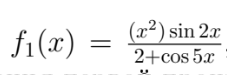 f₁(x) = (x²) sin 2x / 2+cos 5x